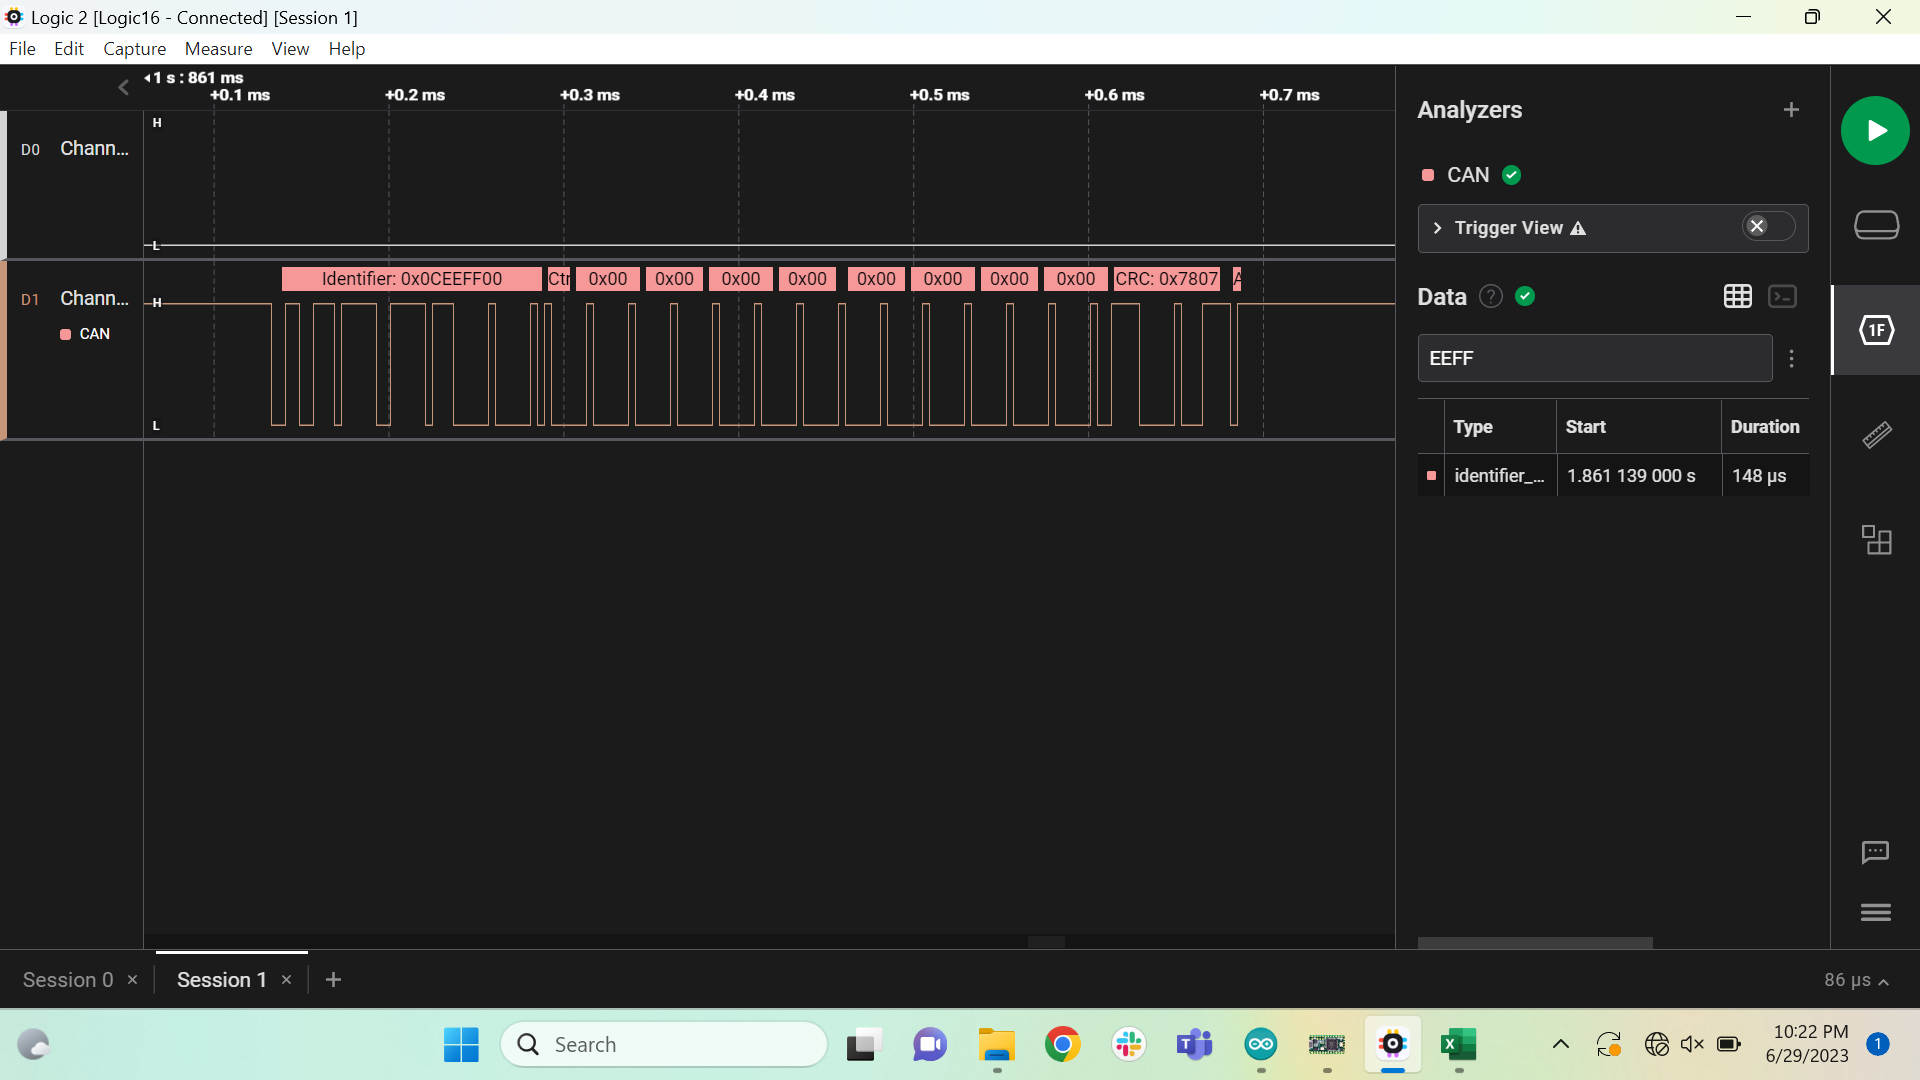 Logic 2 [Logic16 - Connected] [Session 1]
File Edit Capture Measure View Help
1 s : 861 ms
+0.1 ms +0.2 ms +0.3 ms +0.4 ms +0.5 ms +0.6 ms +0.7 ms
D0 Chann...
H
L
D1 Chann...
CAN
H
L
Identifier: 0x0CEEFF00 Ctr 0x00 0x00 0x00 0x00 0x00 0x00 0x00 0x00 CRC: 0x7807 A
Analyzers +
CAN
Trigger View
Data ?
EEFF
Type Start Duration
identifier_... 1.861 139 000 s 148 µs
1F
Session 0 × Session 1 × +
86 µs
Search
10:22 PM
6/29/2023
1